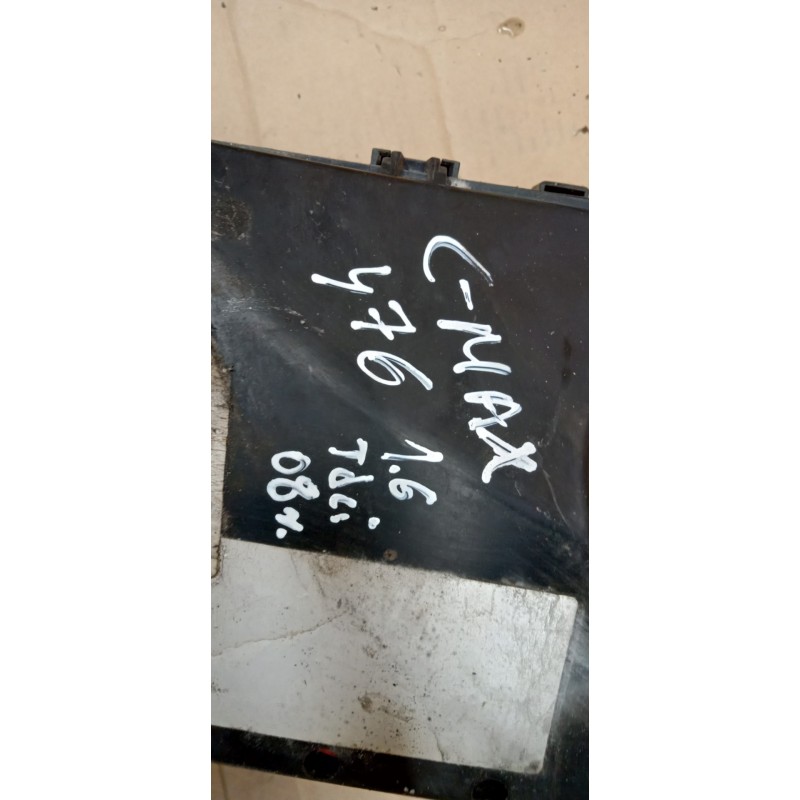 C-MAX
476
1.6
TDCi
08r.